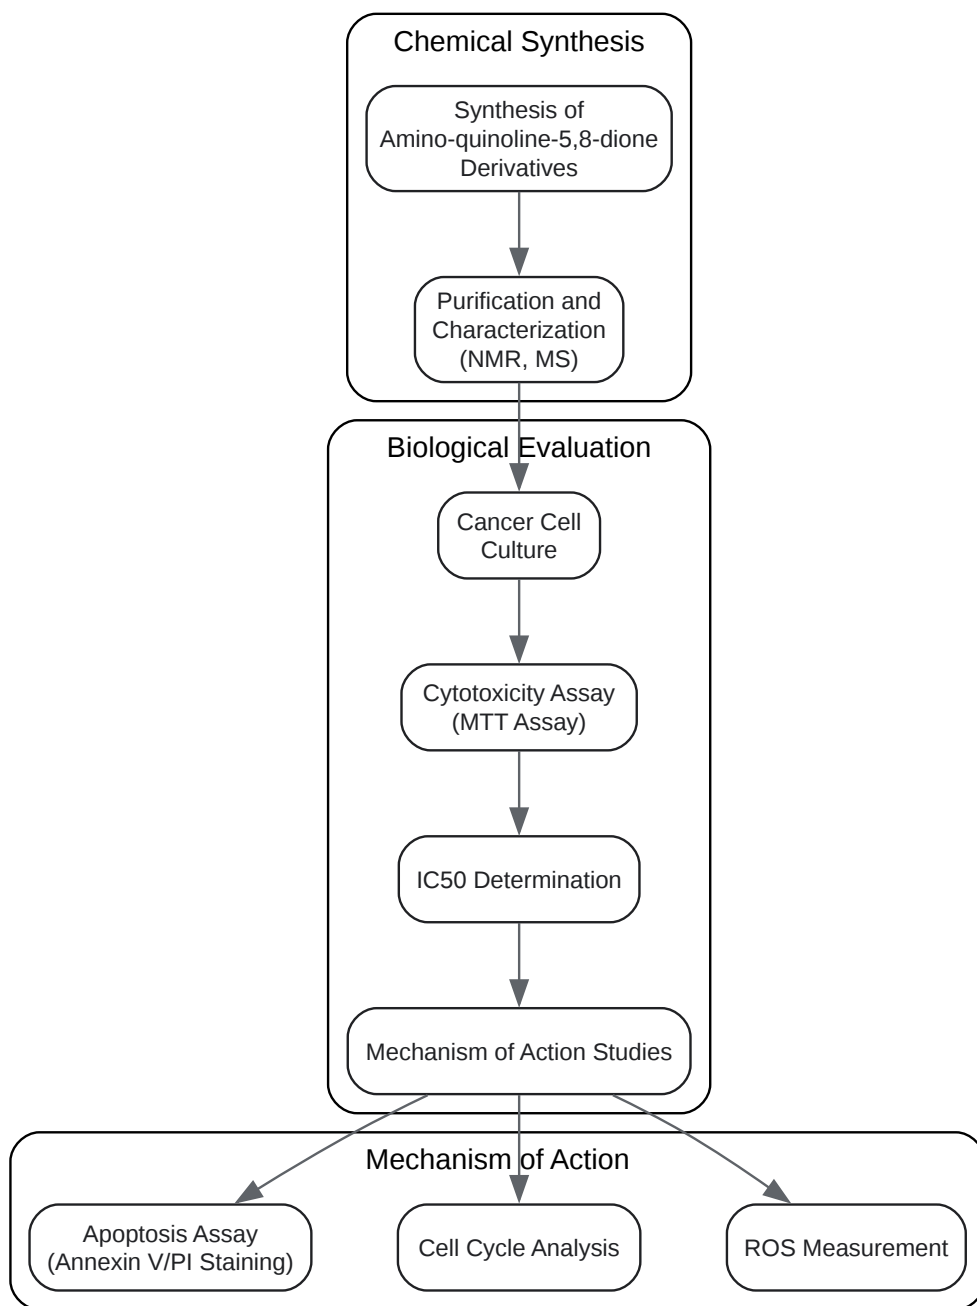 Chemical Synthesis
Synthesis of
Amino-quinoline-5,8-dione
Derivatives
Purification and
Characterization
(NMR, MS)
Biological Evaluation
Cancer Cell
Culture
Cytotoxicity Assay
(MTT Assay)
IC50 Determination
Mechanism of Action Studies
Mechanism of Action
Apoptosis Assay
(Annexin V/PI Staining)
Cell Cycle Analysis
ROS Measurement